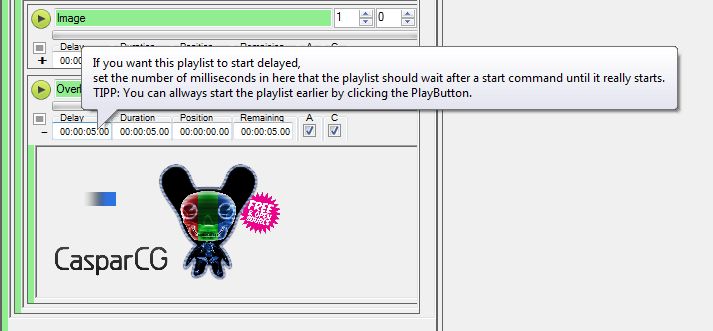 Image 1 0
Delay Duration Position Remaining A C
If you want this playlist to start delayed,
set the number of milliseconds in here that the playlist should wait after a start command until it really starts.
TIPP: You can allways start the playlist earlier by clicking the PlayButton.
Delay Duration Position Remaining A C
00:00:05.00 00:00:05.00 00:00:00.00 00:00:05.00
FREE
& OPEN
SOURCE
CasparCG